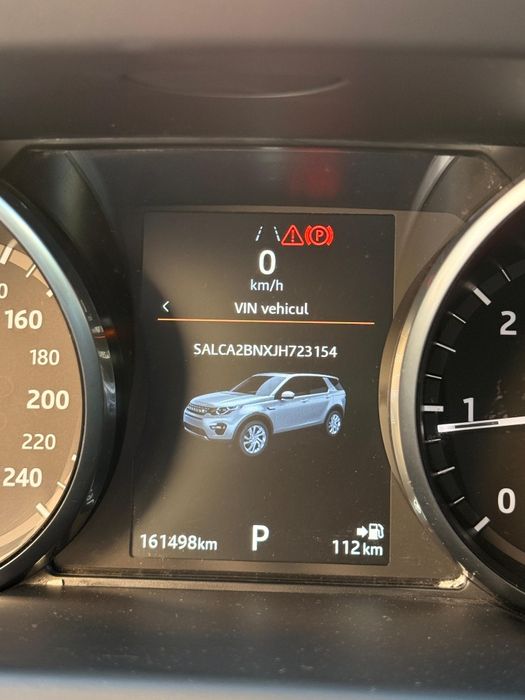 P
0
km/h
VIN vehicul
SALCA2BNXJH723154
160
180
200
220
240
2
1
0
161498km
P
112 km